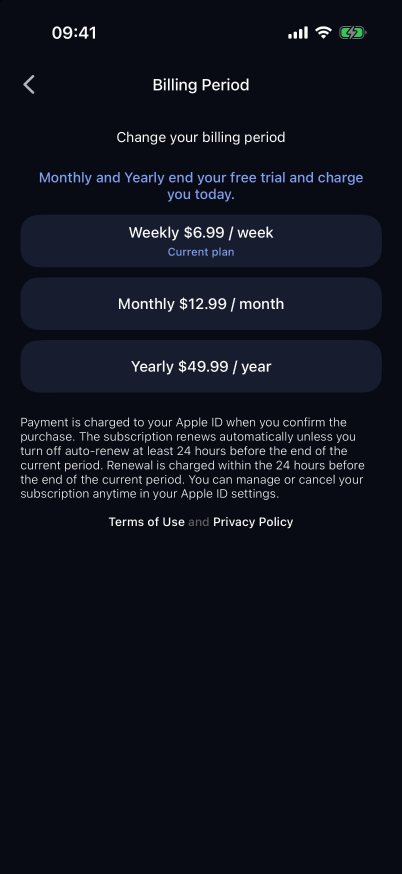 09:41
Billing Period
Change your billing period
Monthly and Yearly end your free trial and charge
you today.
Weekly $6.99 / week
Current plan
Monthly $12.99 / month
Yearly $49.99 / year
Payment is charged to your Apple ID when you confirm the
purchase. The subscription renews automatically unless you
turn off auto-renew at least 24 hours before the end of the
current period. Renewal is charged within the 24 hours before
the end of the current period. You can manage or cancel your
subscription anytime in your Apple ID settings.
Terms of Use and Privacy Policy